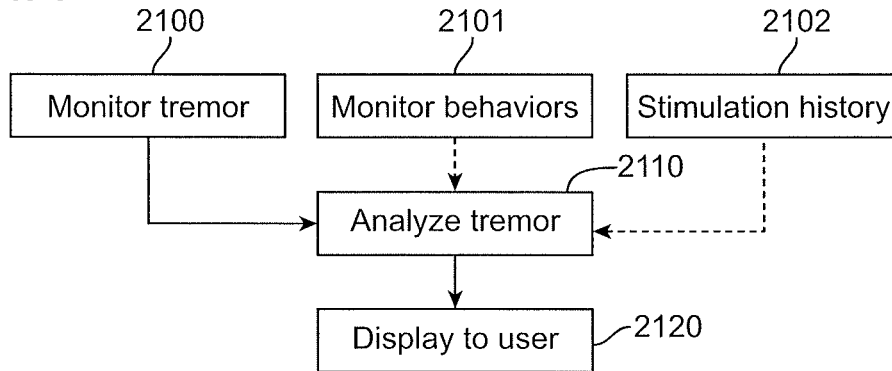 2100
2101
2102
Monitor tremor
Monitor behaviors
Stimulation history
2110
Analyze tremor
Display to user
2120